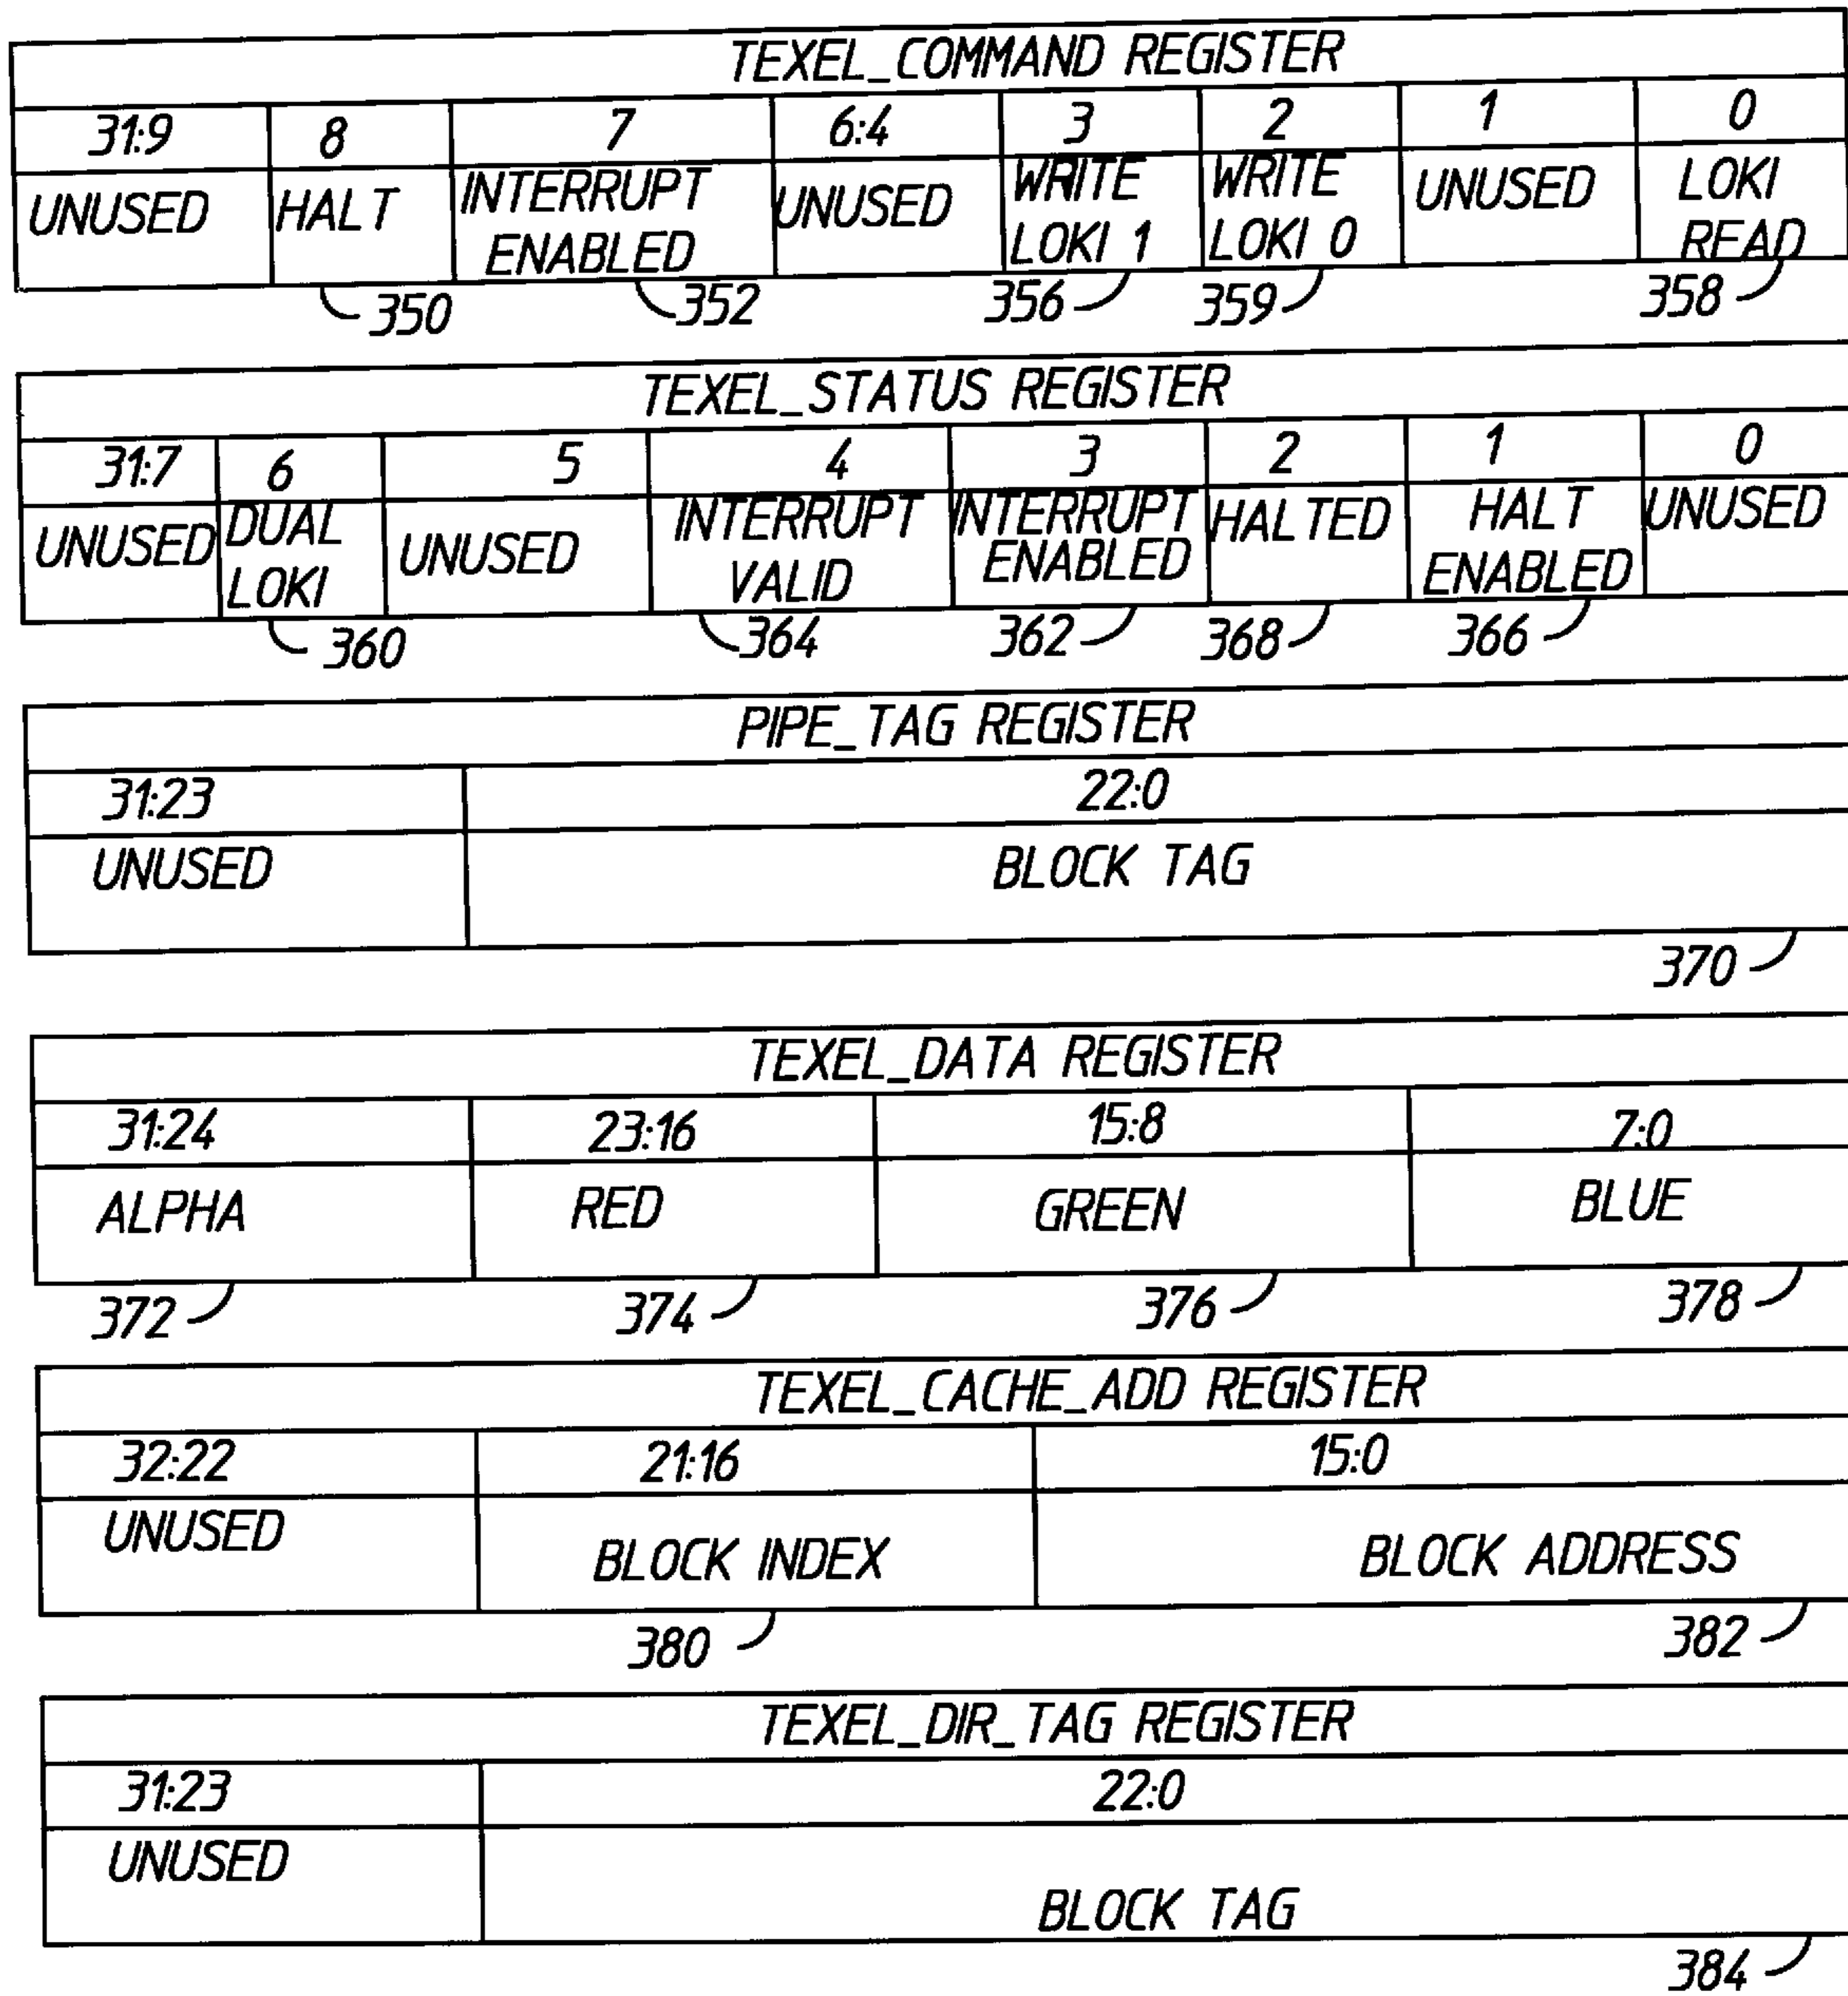 TEXEL_COMMAND REGISTER
31:9 8 7 6:4 3 2 1 0
UNUSED HALT INTERRUPT ENABLED UNUSED WRITE LOKI 1 WRITE LOKI 0 UNUSED LOKI READ
350 352 356 359 358
TEXEL_STATUS REGISTER
31:7 6 5 4 3 2 1 0
UNUSED DUAL LOKI UNUSED INTERRUPT VALID INTERRUPT ENABLED HALTED HALT ENABLED UNUSED
360 364 362 368 366
PIPE_TAG REGISTER
31:23 22:0
UNUSED BLOCK TAG
370
TEXEL_DATA REGISTER
31:24 23:16 15:8 7:0
ALPHA RED GREEN BLUE
372 374 376 378
TEXEL_CACHE_ADD REGISTER
32:22 21:16 15:0
UNUSED BLOCK INDEX BLOCK ADDRESS
380 382
TEXEL_DIR_TAG REGISTER
31:23 22:0
UNUSED BLOCK TAG
384